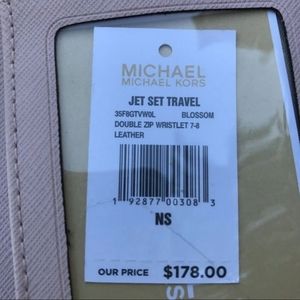 MICHAEL
MICHAEL KORS
JET SET TRAVEL
35F8GTVW0L BLOSSOM
DOUBLE ZIP WRISTLET 7-8
LEATHER
1 92877 00308 3
NS
OUR PRICE $178.00